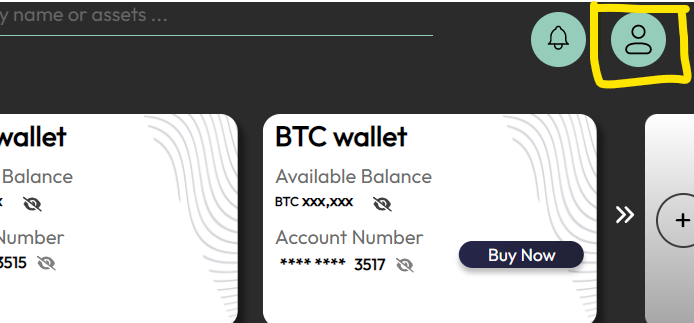 y name or assets ...
wallet
Balance
x
Number
3515
BTC wallet
Available Balance
BTC xxx,xxx
Account Number
**** **** 3517
Buy Now
»
+